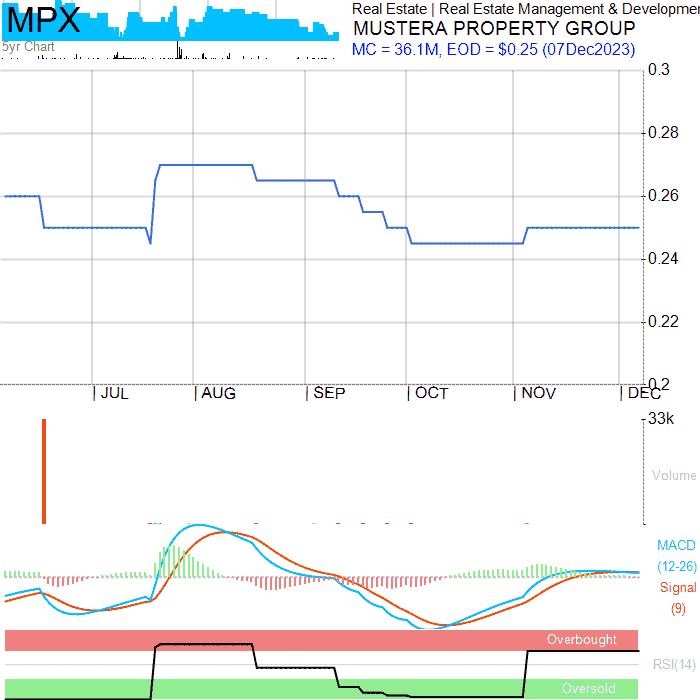 MPX
Real Estate | Real Estate Management & Developmen
MUSTERA PROPERTY GROUP
5yr Chart
MC = 36.1M, EOD = $0.25 (07Dec2023)
0.3
0.28
0.26
0.24
0.22
0.2
JUL AUG SEP OCT NOV DEC
33k
Volume
MACD
(12-26)
Signal
(9)
Overbought
RSI(14)
Oversold